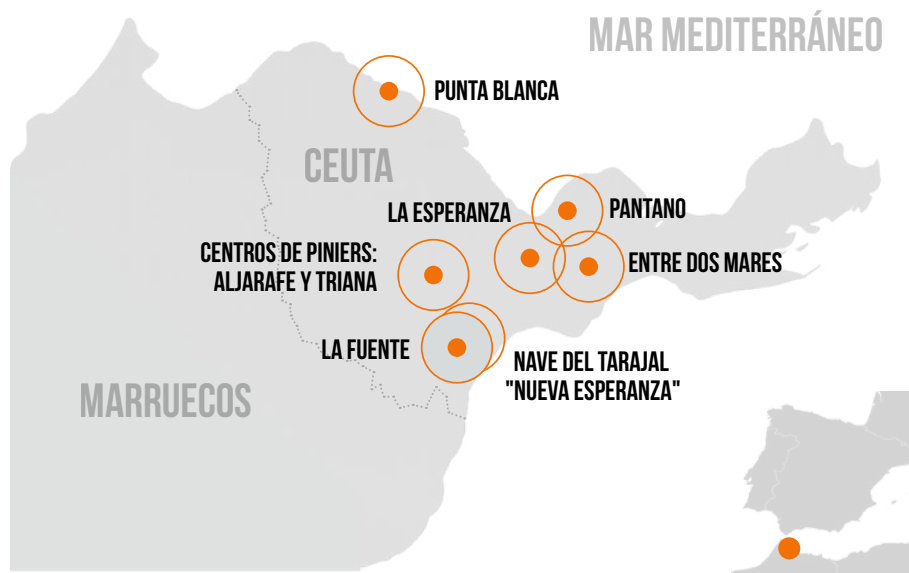 MAR MEDITERRÁNEO
PUNTA BLANCA
CEUTA
LA ESPERANZA
PANTANO
CENTROS DE PINIERS:
ALJARAFE Y TRIANA
ENTRE DOS MARES
LA FUENTE
NAVE DEL TARAJAL
"NUEVA ESPERANZA"
MARRUECOS